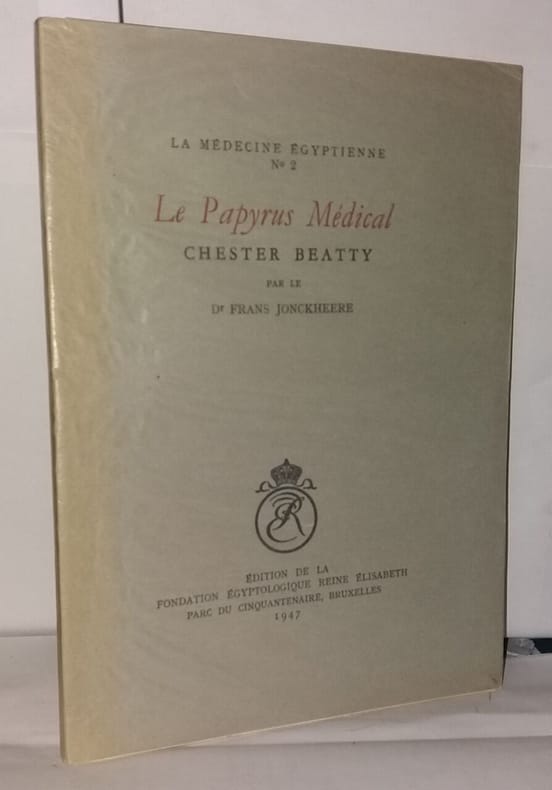 LA MÉDECINE ÉGYPTIENNE
Nº 2
Le Papyrus Médical
CHESTER BEATTY
PAR LE
Dr FRANS JONCKHEERE
ÉDITION DE LA
FONDATION ÉGYPTOLOGIQUE REINE ÉLISABETH
PARC DU CINQUANTENAIRE, BRUXELLES
1947